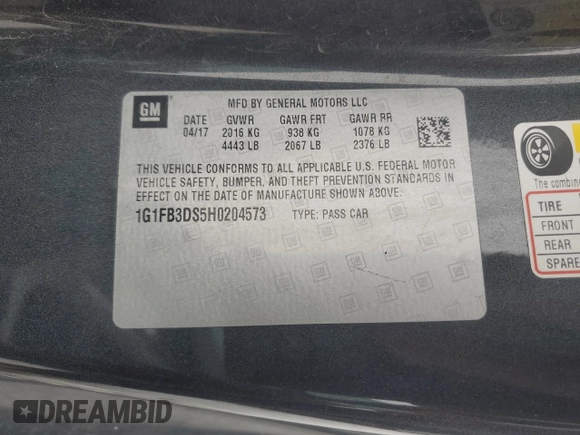 GM
MFD BY GENERAL MOTORS LLC
DATE GVWR GAWR FRT GAWR RR
04/17 2016 KG 938 KG 1078 KG
4443 LB 2067 LB 2376 LB
THIS VEHICLE CONFORMS TO ALL APPLICABLE U.S. FEDERAL MOTOR
VEHICLE SAFETY, BUMPER, AND THEFT PREVENTION STANDARDS IN
EFFECT ON THE DATE OF MANUFACTURE SHOWN ABOVE.
1G1FB3DS5H0204573 TYPE: PASS CAR
The combine
TIRE
FRONT
REAR
SPARE
DREAMBID